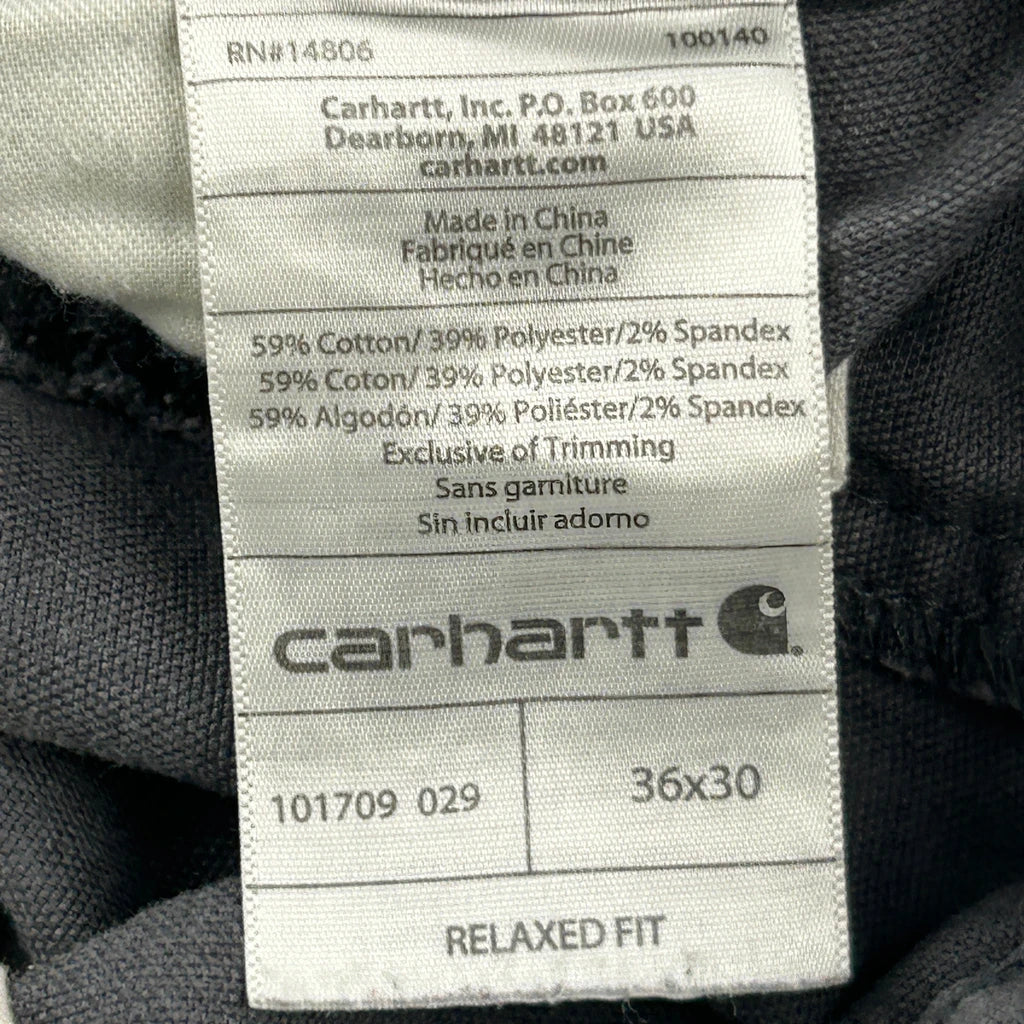 RN#14806 100140
Carhartt, Inc. P.O. Box 600
Dearborn, MI 48121 USA
carhartt.com
Made in China
Fabriqué en Chine
Hecho en China
59% Cotton/ 39% Polyester/2% Spandex
59% Coton/ 39% Polyester/2% Spandex
59% Algodón/ 39% Poliéster/2% Spandex
Exclusive of Trimming
Sans garniture
Sin incluir adorno
carhartt
101709 029 36x30
RELAXED FIT